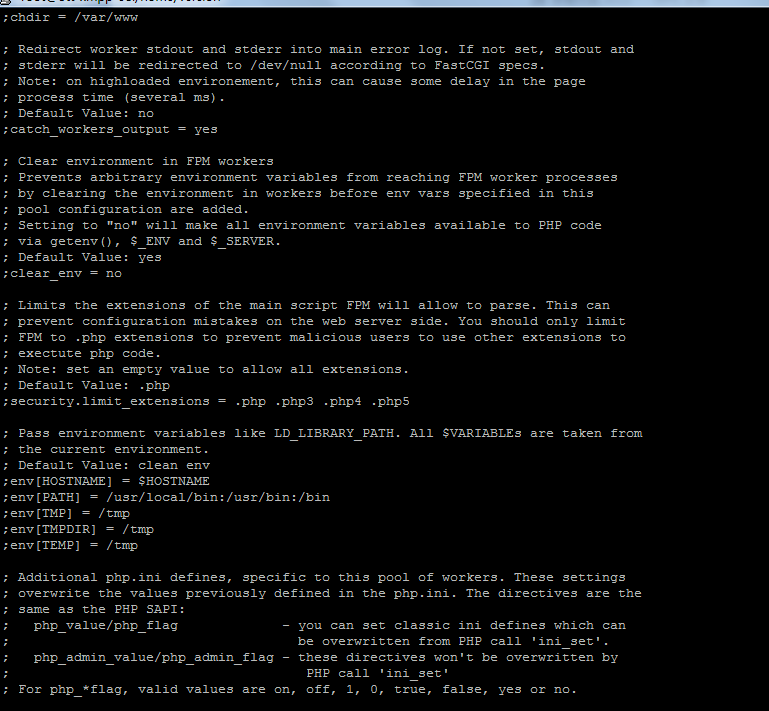 ;chdir = /var/www
; Redirect worker stdout and stderr into main error log. If not set, stdout and
; stderr will be redirected to /dev/null according to FastCGI specs.
; Note: on highloaded environement, this can cause some delay in the page
; process time (several ms).
; Default Value: no
;catch_workers_output = yes
; Clear environment in FPM workers
; Prevents arbitrary environment variables from reaching FPM worker processes
; by clearing the environment in workers before env vars specified in this
; pool configuration are added.
; Setting to "no" will make all environment variables available to PHP code
; via getenv(), $_ENV and $_SERVER.
; Default Value: yes
;clear_env = no
; Limits the extensions of the main script FPM will allow to parse. This can
; prevent configuration mistakes on the web server side. You should only limit
; FPM to .php extensions to prevent malicious users to use other extensions to
; exectute php code.
; Note: set an empty value to allow all extensions.
; Default Value: .php
;security.limit_extensions = .php .php3 .php4 .php5
; Pass environment variables like LD_LIBRARY_PATH. All $VARIABLEs are taken from
; the current environment.
; Default Value: clean env
;env[HOSTNAME] = $HOSTNAME
;env[PATH] = /usr/local/bin:/usr/bin:/bin
;env[TMP] = /tmp
;env[TMPDIR] = /tmp
;env[TEMP] = /tmp
; Additional php.ini defines, specific to this pool of workers. These settings
; overwrite the values previously defined in the php.ini. The directives are the
; same as the PHP SAPI:
;   php_value/php_flag             - you can set classic ini defines which can
;                                    be overwritten from PHP call 'ini_set'.
;   php_admin_value/php_admin_flag - these directives won't be overwritten by
;                                     PHP call 'ini_set'
; For php_*flag, valid values are on, off, 1, 0, true, false, yes or no.